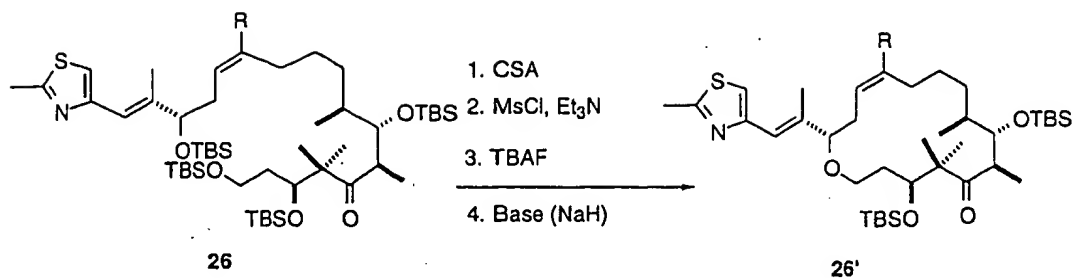 R
S
N
OTBS
TBSO
OTBS
TBSO
O
1. CSA
2. MsCl, Et₃N
3. TBAF
4. Base (NaH)
R
S
N
O
OTBS
TBSO
O
26
26'